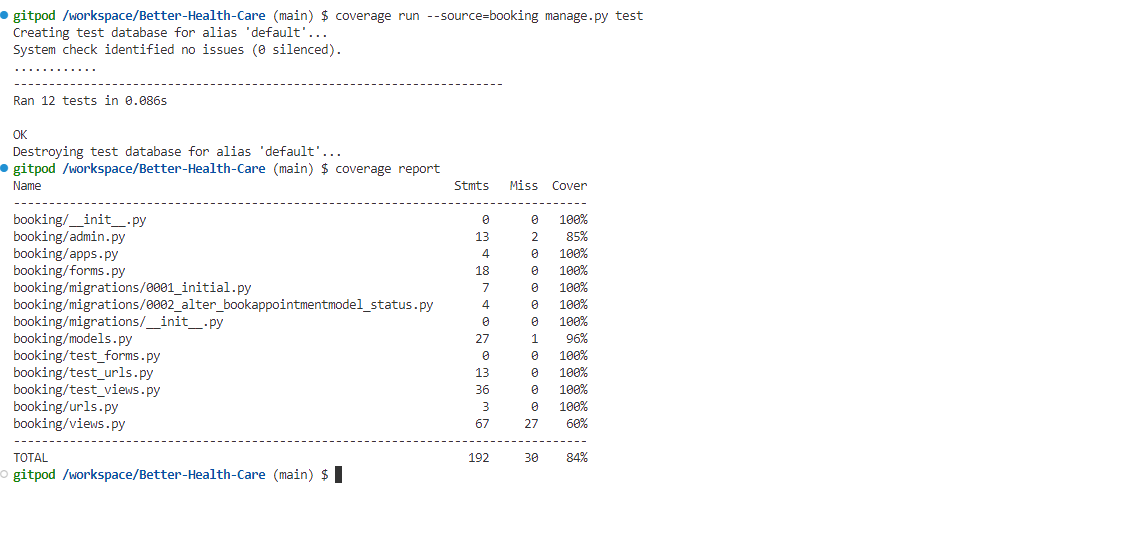 gitpod /workspace/Better-Health-Care (main) $ coverage run --source=booking manage.py test
Creating test database for alias 'default'...
System check identified no issues (0 silenced).
............
----------------------------------------------------------------------
Ran 12 tests in 0.086s
OK
Destroying test database for alias 'default'...
gitpod /workspace/Better-Health-Care (main) $ coverage report
Name Stmts Miss Cover
----------------------------------------------------------------------------------
booking/__init__.py 0 0 100%
booking/admin.py 13 2 85%
booking/apps.py 4 0 100%
booking/forms.py 18 0 100%
booking/migrations/0001_initial.py 7 0 100%
booking/migrations/0002_alter_bookappointmentmodel_status.py 4 0 100%
booking/migrations/__init__.py 0 0 100%
booking/models.py 27 1 96%
booking/test_forms.py 0 0 100%
booking/test_urls.py 13 0 100%
booking/test_views.py 36 0 100%
booking/urls.py 3 0 100%
booking/views.py 67 27 60%
----------------------------------------------------------------------------------
TOTAL 192 30 84%
gitpod /workspace/Better-Health-Care (main) $